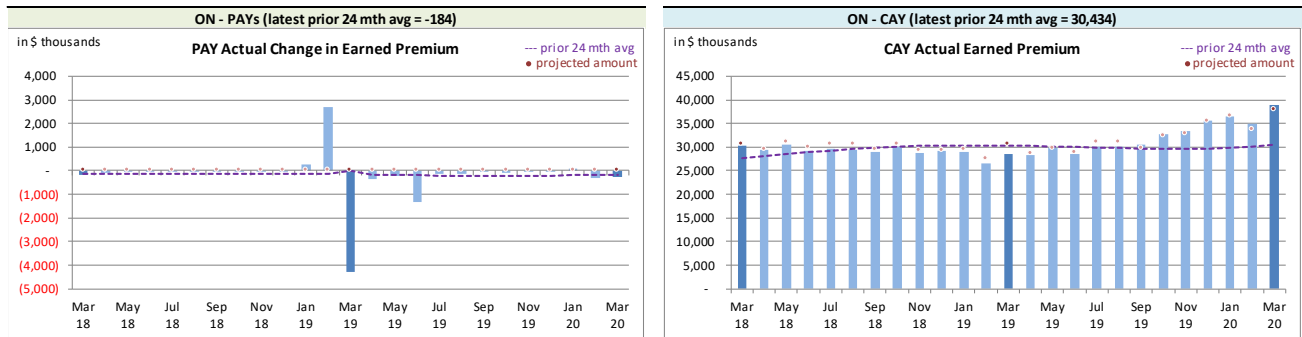 ON - PAYs (latest prior 24 mth avg = -184)
in $ thousands
PAY Actual Change in Earned Premium
--- prior 24 mth avg
• projected amount
4,000
3,000
2,000
1,000
-
(1,000)
(2,000)
(3,000)
(4,000)
(5,000)
Mar May Jul Sep Nov Jan Mar May Jul Sep Nov Jan Mar
18 18 18 18 18 19 19 19 19 19 19 20 20
ON - CAY (latest prior 24 mth avg = 30,434)
in $ thousands
CAY Actual Earned Premium
--- prior 24 mth avg
• projected amount
45,000
40,000
35,000
30,000
25,000
20,000
15,000
10,000
5,000
-
Mar May Jul Sep Nov Jan Mar May Jul Sep Nov Jan Mar
18 18 18 18 18 19 19 19 19 19 19 20 20